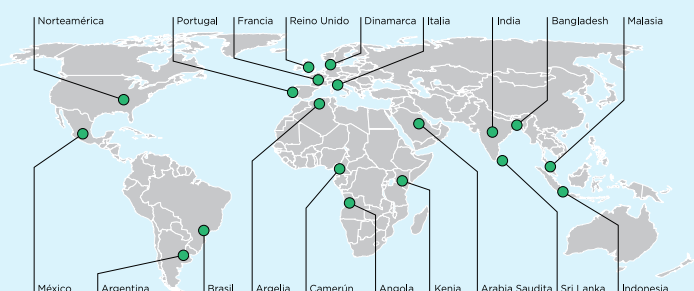 Norteamérica Portugal Francia Reino Unido Dinamarca Italia India Bangladesh Malasia
México Argentina Brasil Argelia Camerún Angola Kenia Arabia Saudita Sri Lanka Indonesia